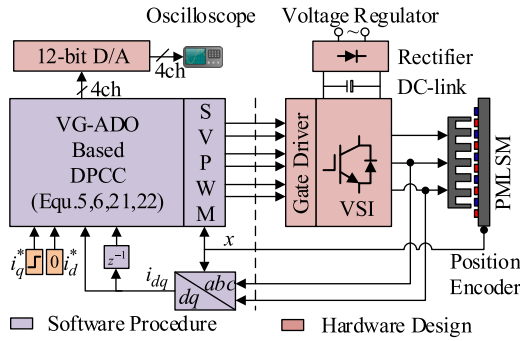 Oscilloscope
Voltage Regulator
12-bit D/A
4ch
4ch
Rectifier
DC-link
VG-ADO
Based
DPCC
(Equ.5,6,21,22)
S
V
P
W
M
Gate Driver
VSI
PMLSM
i*q
0
i*d
z⁻¹
idq
x
abc
dq
Position
Encoder
Software Procedure
Hardware Design